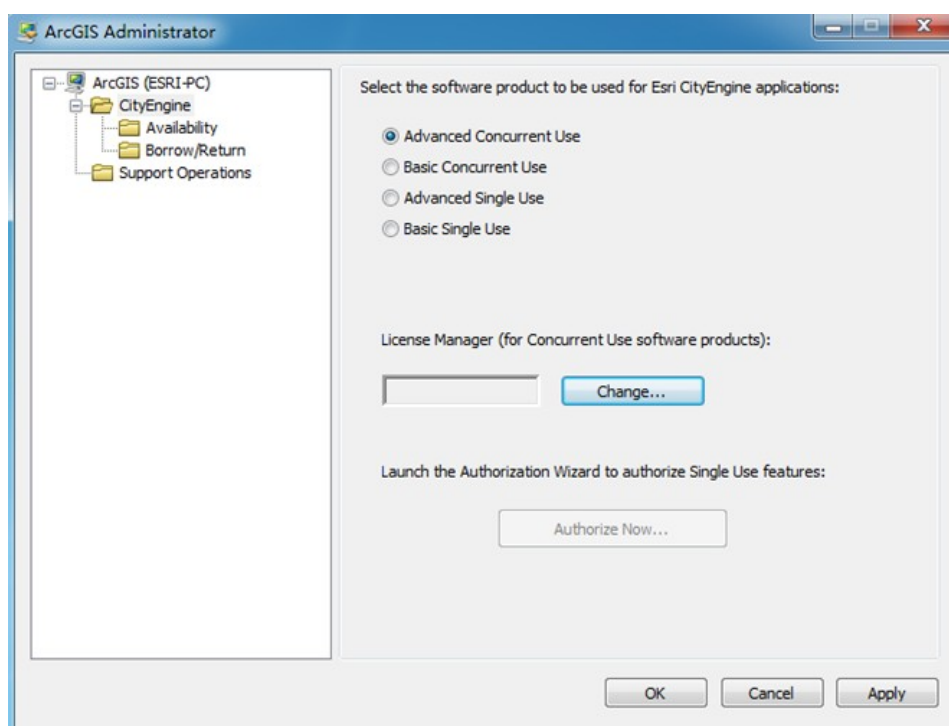 ArcGIS Administrator
ArcGIS (ESRI-PC)
CityEngine
Availability
Borrow/Return
Support Operations
Select the software product to be used for Esri CityEngine applications:
Advanced Concurrent Use
Basic Concurrent Use
Advanced Single Use
Basic Single Use
License Manager (for Concurrent Use software products):
Change...
Launch the Authorization Wizard to authorize Single Use features:
Authorize Now...
OK Cancel Apply